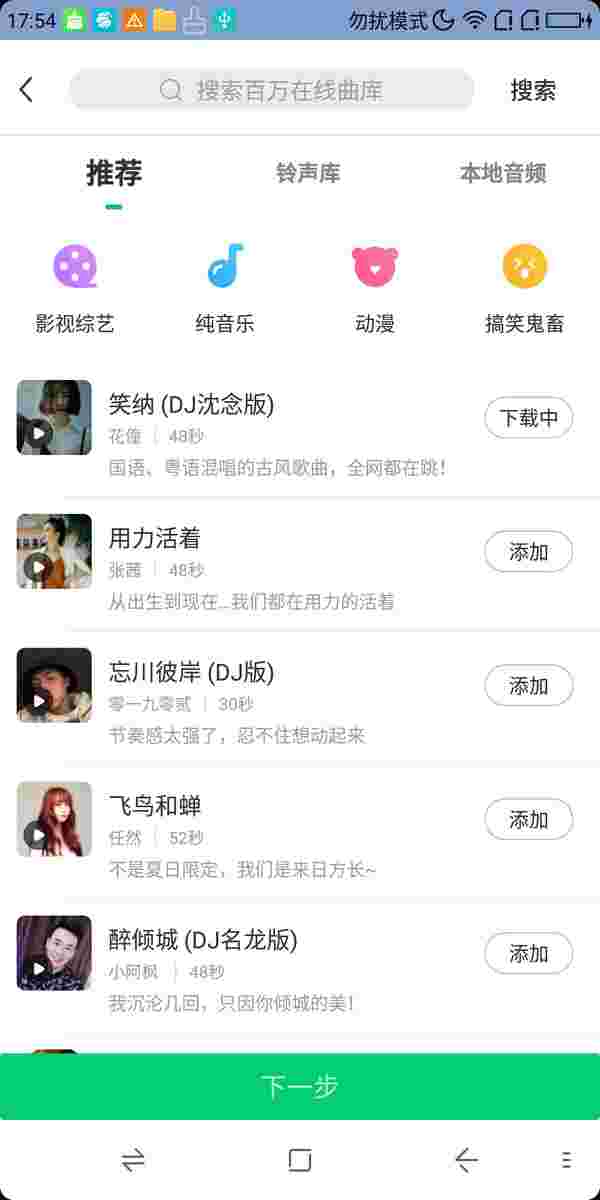 17:54 勿扰模式
搜索百万在线曲库 搜索
推荐 铃声库 本地音频
影视综艺 纯音乐 动漫 搞笑鬼畜
笑纳 (DJ沈念版)
花僮 | 48秒
下载中
国语、粤语混唱的古风歌曲，全网都在跳！
用力活着
张茜 | 48秒
添加
从出生到现在...我们都在用力的活着
忘川彼岸 (DJ版)
零一九零贰 | 30秒
添加
节奏感太强了，忍不住想动起来
飞鸟和蝉
任然 | 52秒
添加
不是夏日限定，我们是来日方长~
醉倾城 (DJ名龙版)
小阿枫 | 48秒
添加
我沉沦几回，只因你倾城的美！
下一步